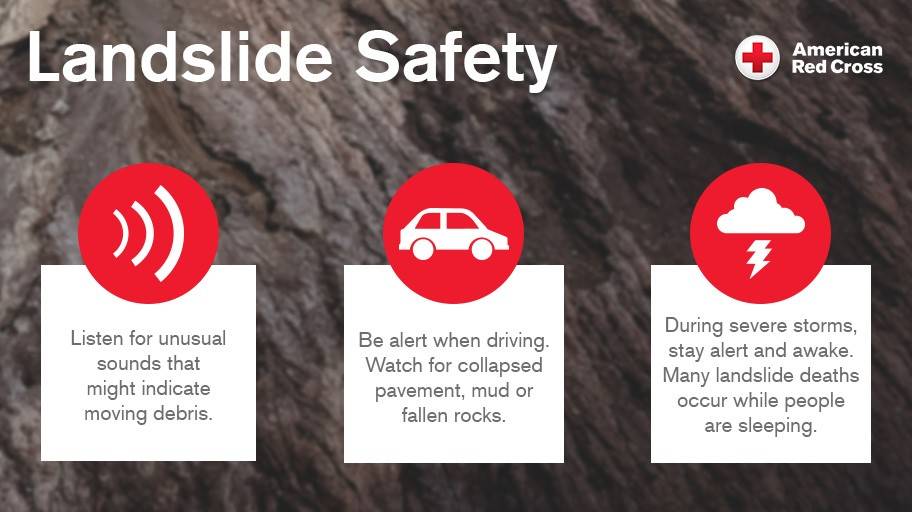 Landslide Safety
American
Red Cross
Listen for unusual
sounds that
might indicate
moving debris.
Be alert when driving.
Watch for collapsed
pavement, mud or
fallen rocks.
During severe storms,
stay alert and awake.
Many landslide deaths
occur while people
are sleeping.